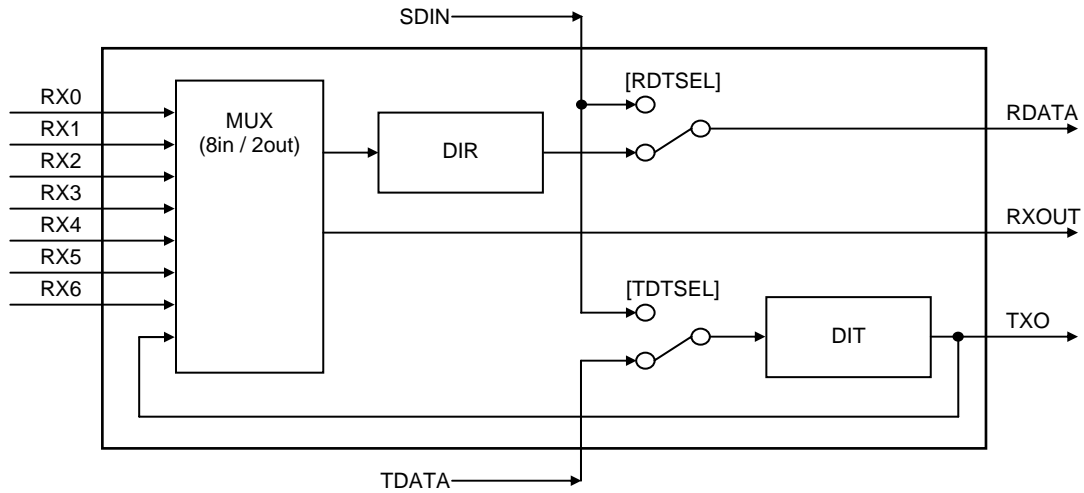 SDIN
[RDTSEL]
RX0
RX1
RX2
RX3
RX4
RX5
RX6
MUX
(8in / 2out)
DIR
RDATA
RXOUT
[TDTSEL]
DIT
TXO
TDATA